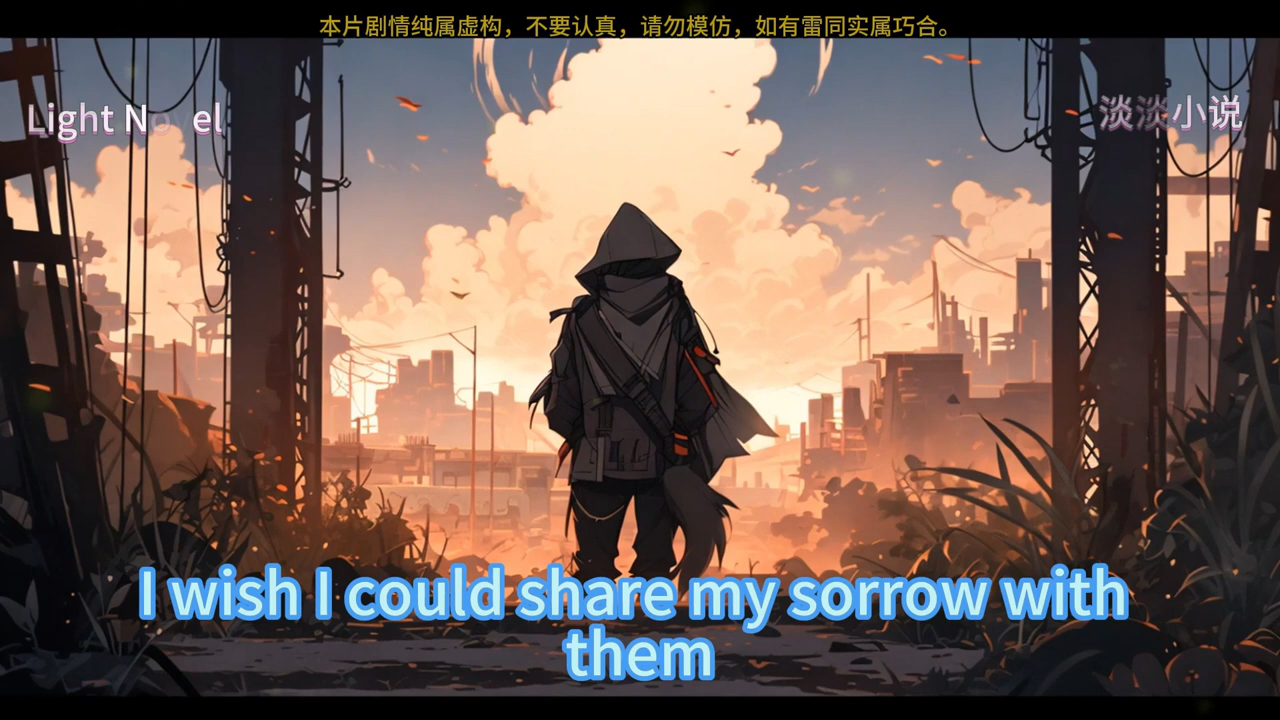 本片剧情纯属虚构，不要认真，请勿模仿，如有雷同实属巧合。
Light Novel
淡淡小说
I wish I could share my sorrow with
them